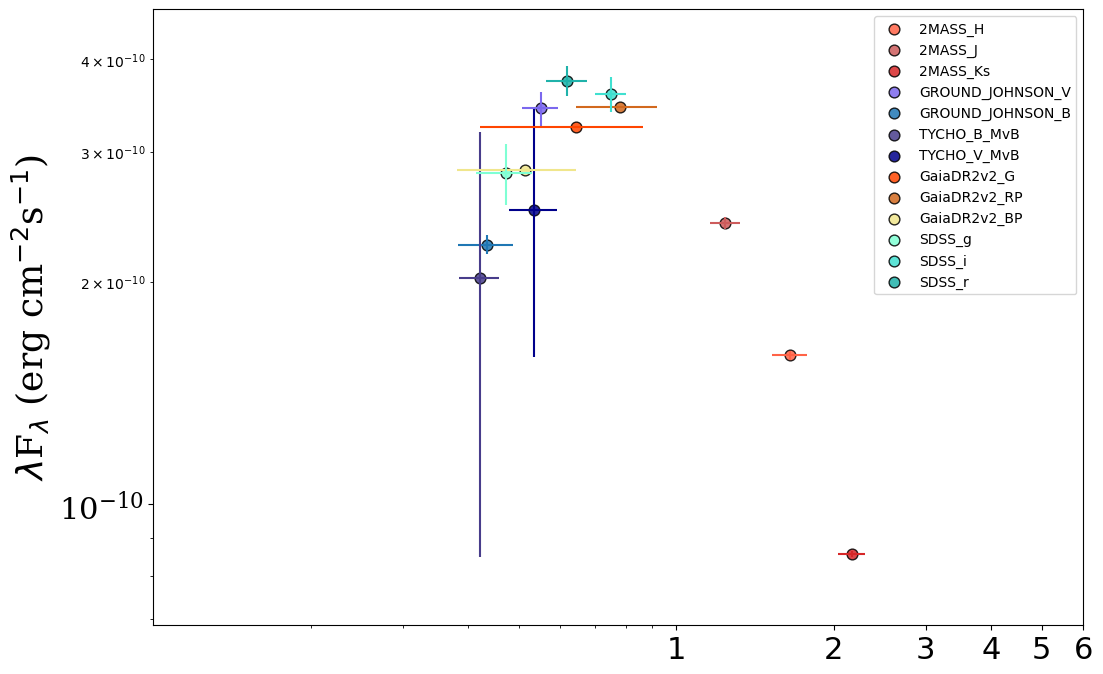 λF_λ (erg cm⁻²s⁻¹)
4 × 10⁻¹⁰
3 × 10⁻¹⁰
2 × 10⁻¹⁰
10⁻¹⁰
1 2 3 4 5 6
2MASS_H
2MASS_J
2MASS_Ks
GROUND_JOHNSON_V
GROUND_JOHNSON_B
TYCHO_B_MvB
TYCHO_V_MvB
GaiaDR2v2_G
GaiaDR2v2_RP
GaiaDR2v2_BP
SDSS_g
SDSS_i
SDSS_r